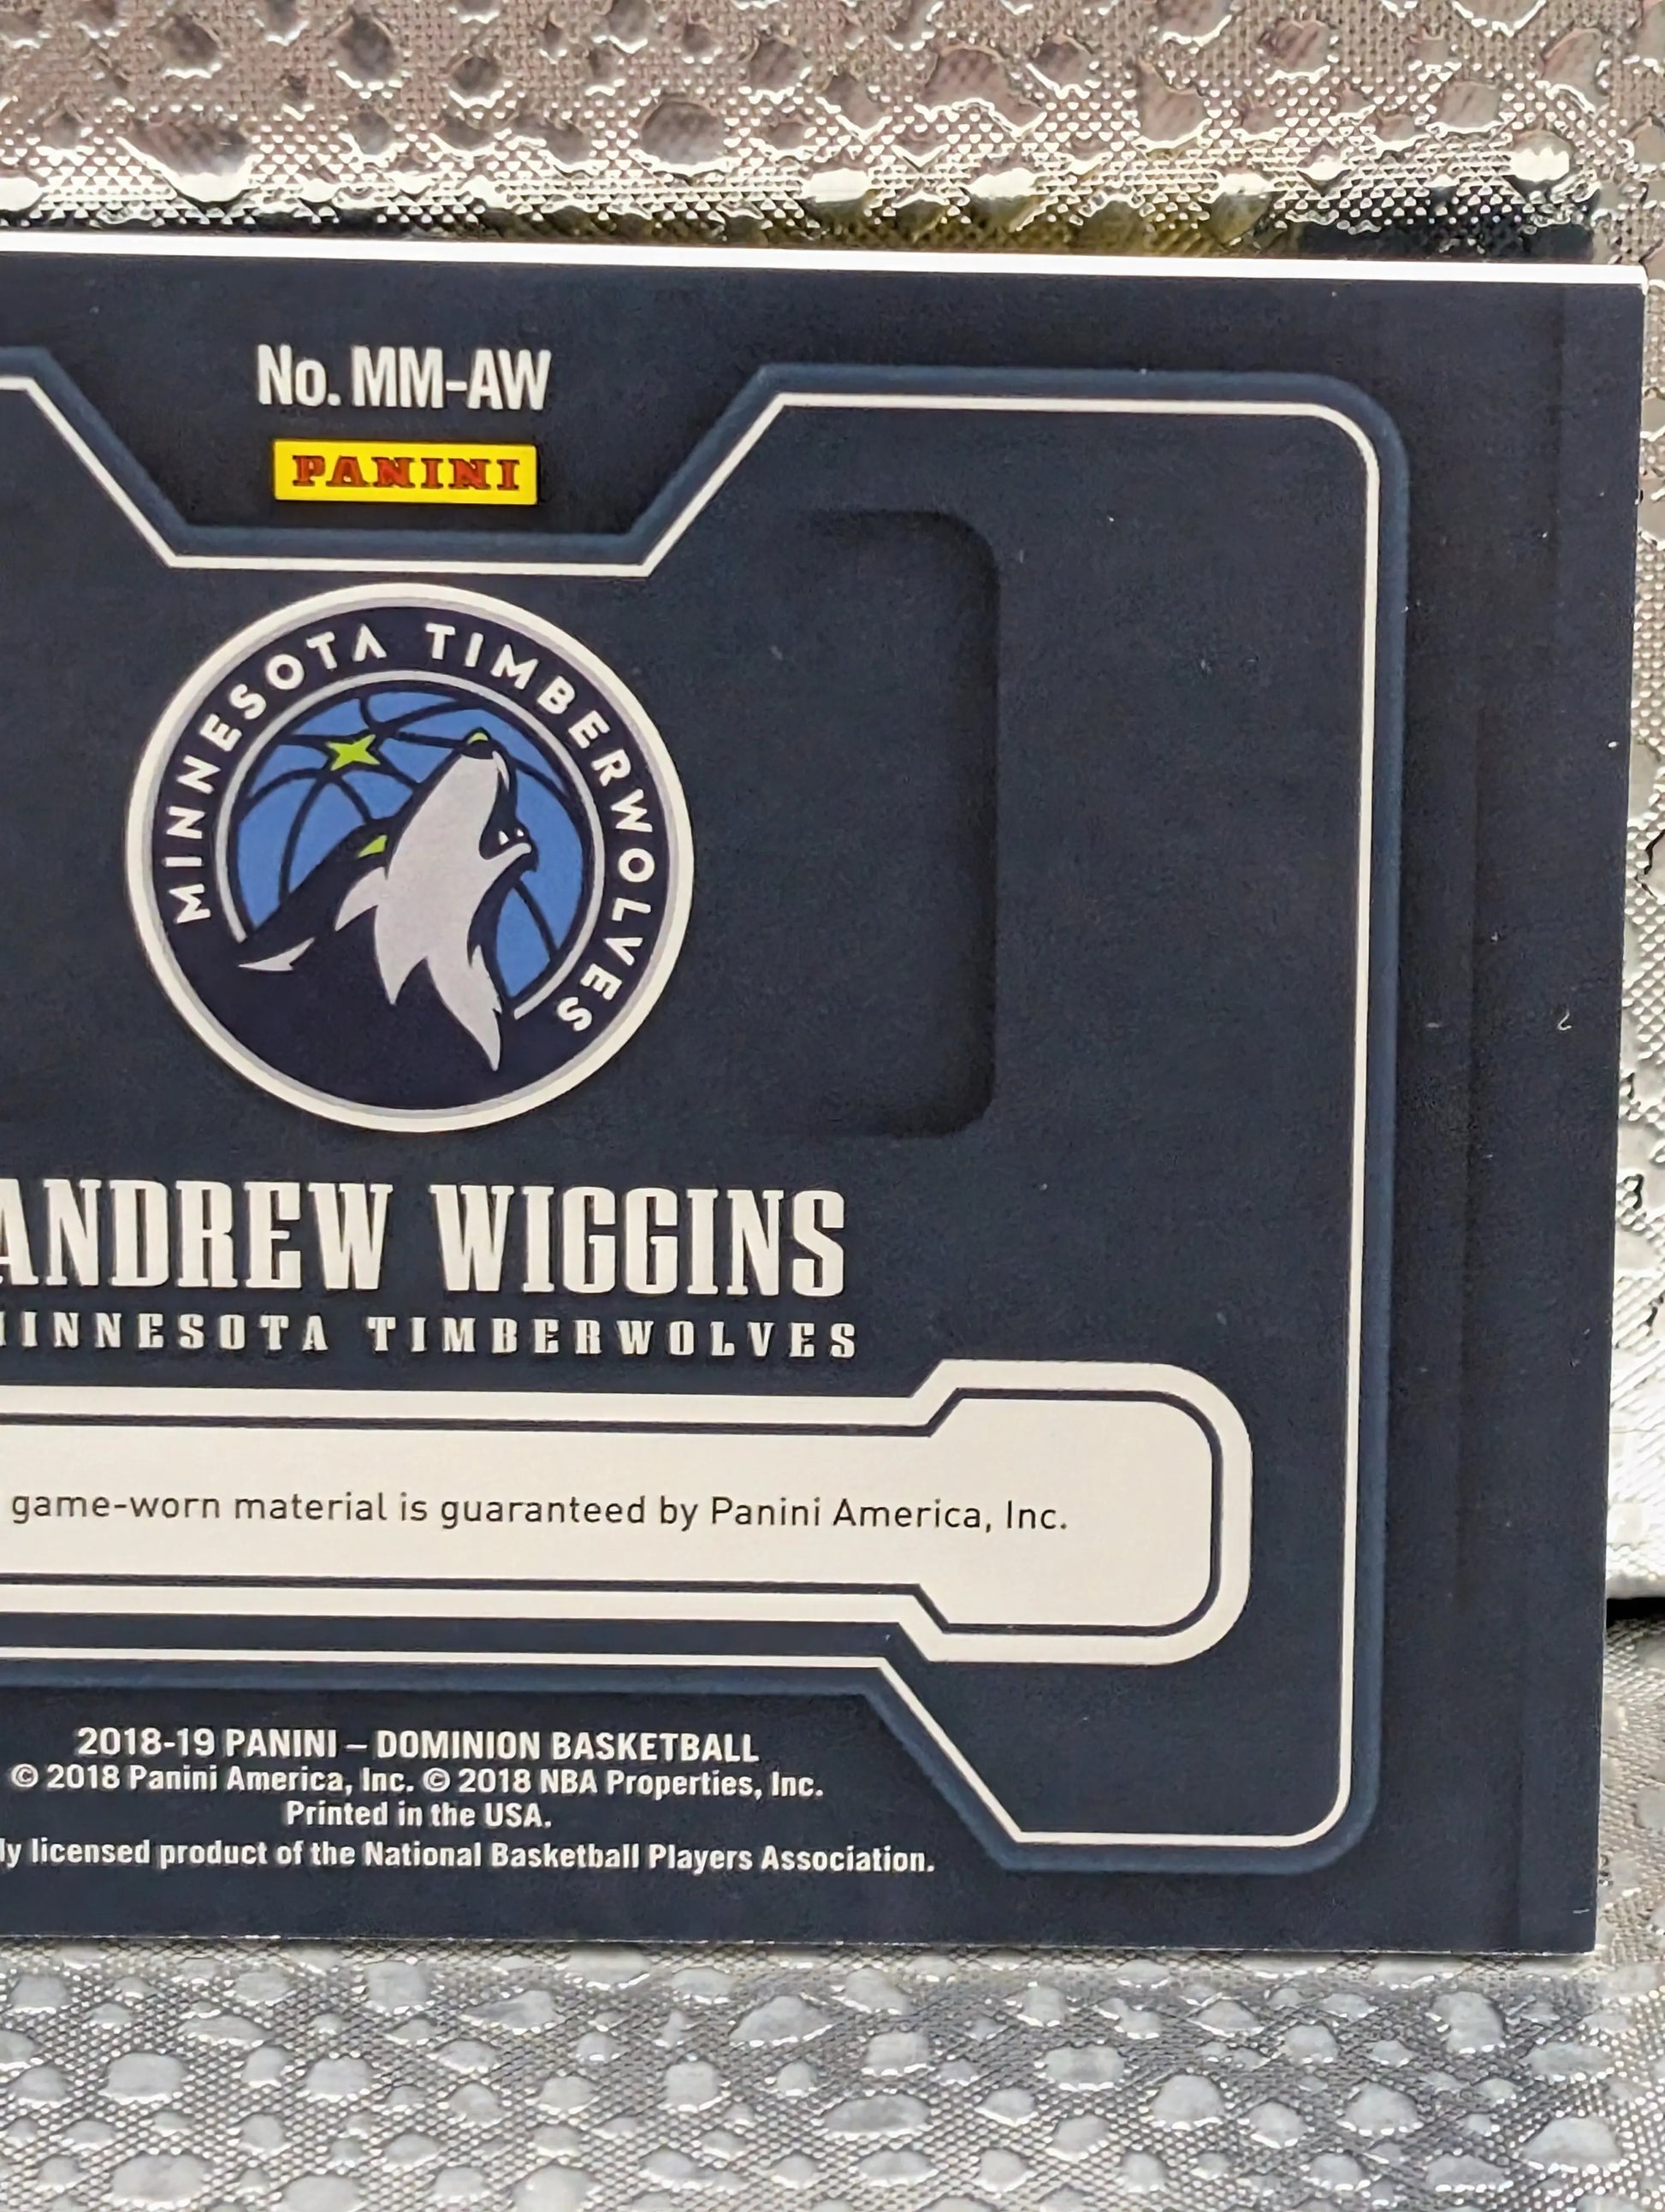 No. MM-AW
PANINI
MINNESOTA TIMBERWOLVES
ANDREW WIGGINS
MINNESOTA TIMBERWOLVES
game-worn material is guaranteed by Panini America, Inc.
2018-19 PANINI – DOMINION BASKETBALL
© 2018 Panini America, Inc. © 2018 NBA Properties, Inc.
Printed in the USA.
ly licensed product of the National Basketball Players Association.